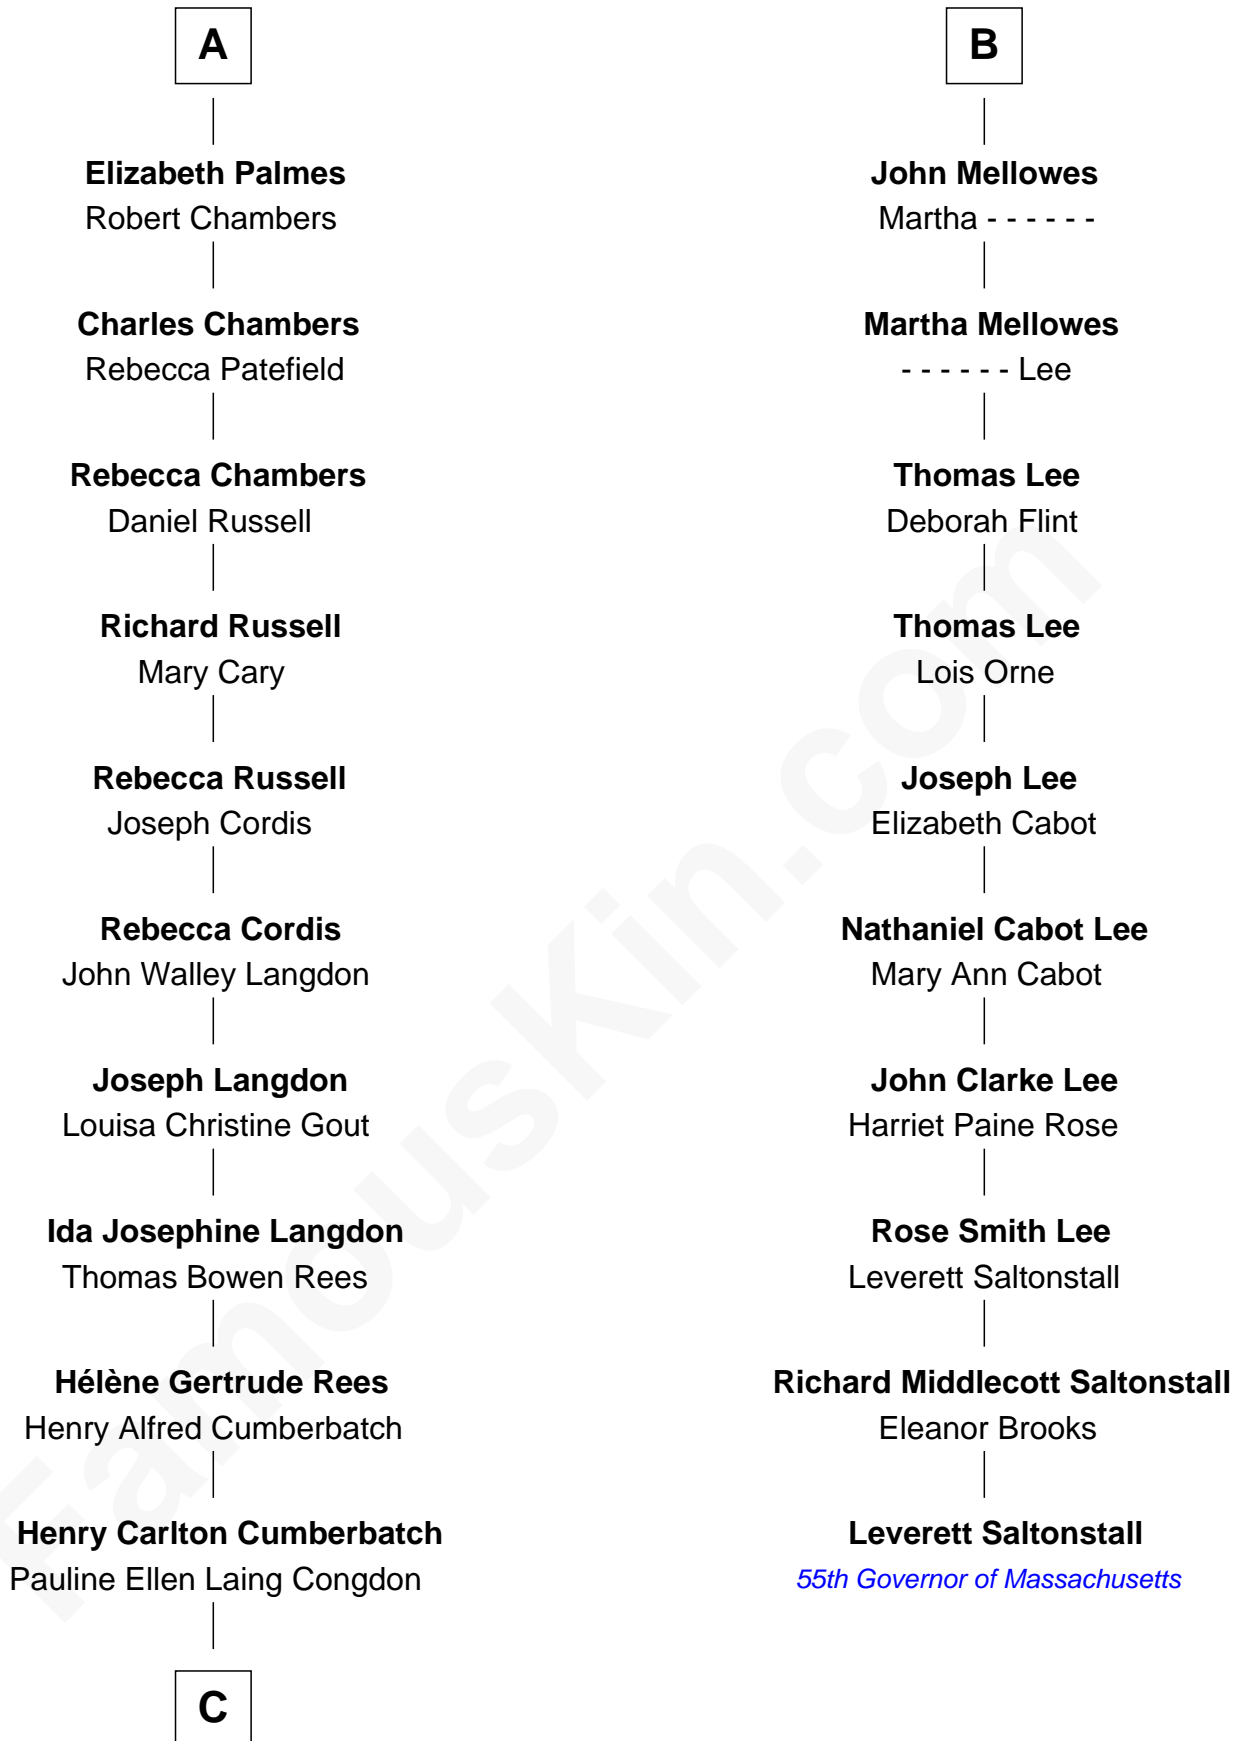 A
Elizabeth Palmes
Robert Chambers
Charles Chambers
Rebecca Patefield
Rebecca Chambers
Daniel Russell
Richard Russell
Mary Cary
Rebecca Russell
Joseph Cordis
Rebecca Cordis
John Walley Langdon
Joseph Langdon
Louisa Christine Gout
Ida Josephine Langdon
Thomas Bowen Rees
Hélène Gertrude Rees
Henry Alfred Cumberbatch
Henry Carlton Cumberbatch
Pauline Ellen Laing Congdon
C
B
John Mellowes
Martha - - - - - -
Martha Mellowes
- - - - - - Lee
Thomas Lee
Deborah Flint
Thomas Lee
Lois Orne
Joseph Lee
Elizabeth Cabot
Nathaniel Cabot Lee
Mary Ann Cabot
John Clarke Lee
Harriet Paine Rose
Rose Smith Lee
Leverett Saltonstall
Richard Middlecott Saltonstall
Eleanor Brooks
Leverett Saltonstall
55th Governor of Massachusetts
FamousKin.com